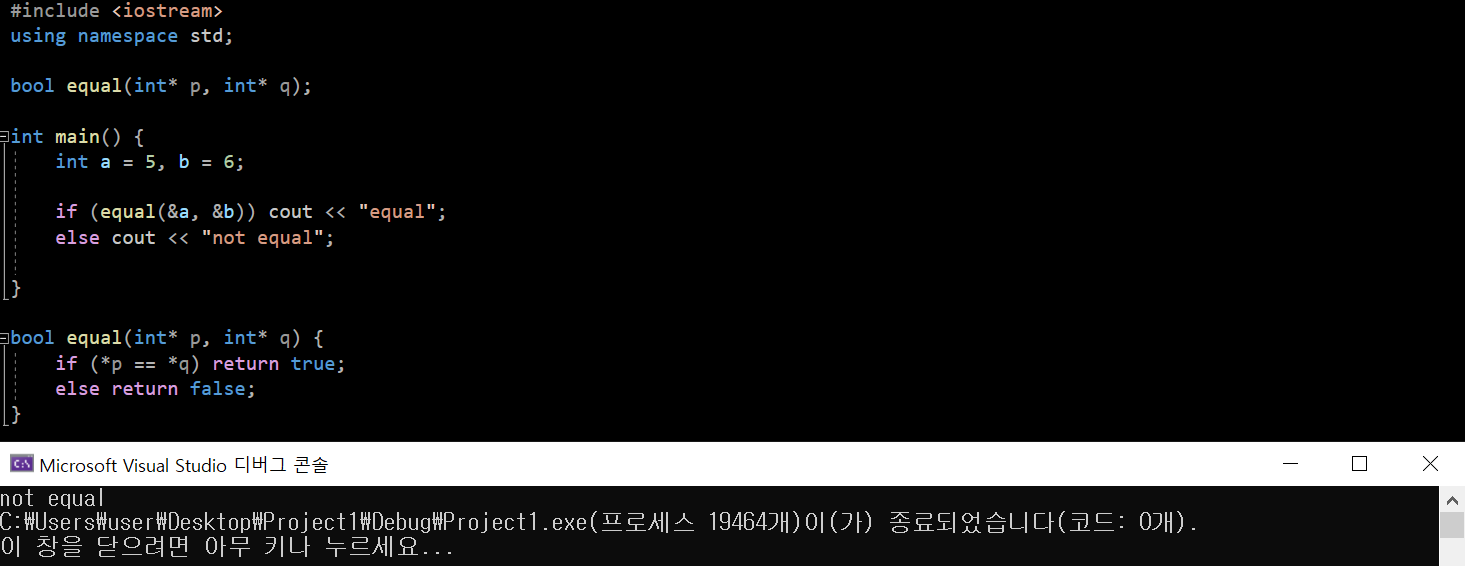 #include <iostream>
using namespace std;
bool equal(int* p, int* q);
int main() {
    int a = 5, b = 6;
    if (equal(&a, &b)) cout << "equal";
    else cout << "not equal";
}
bool equal(int* p, int* q) {
    if (*p == *q) return true;
    else return false;
}
C:\ Microsoft Visual Studio 디버그 콘솔
not equal
C:₩Users₩user₩Desktop₩Project1₩Debug₩Project1.exe(프로세스 19464개)이(가) 종료되었습니다(코드: 0개).
이 창을 닫으려면 아무 키나 누르세요...